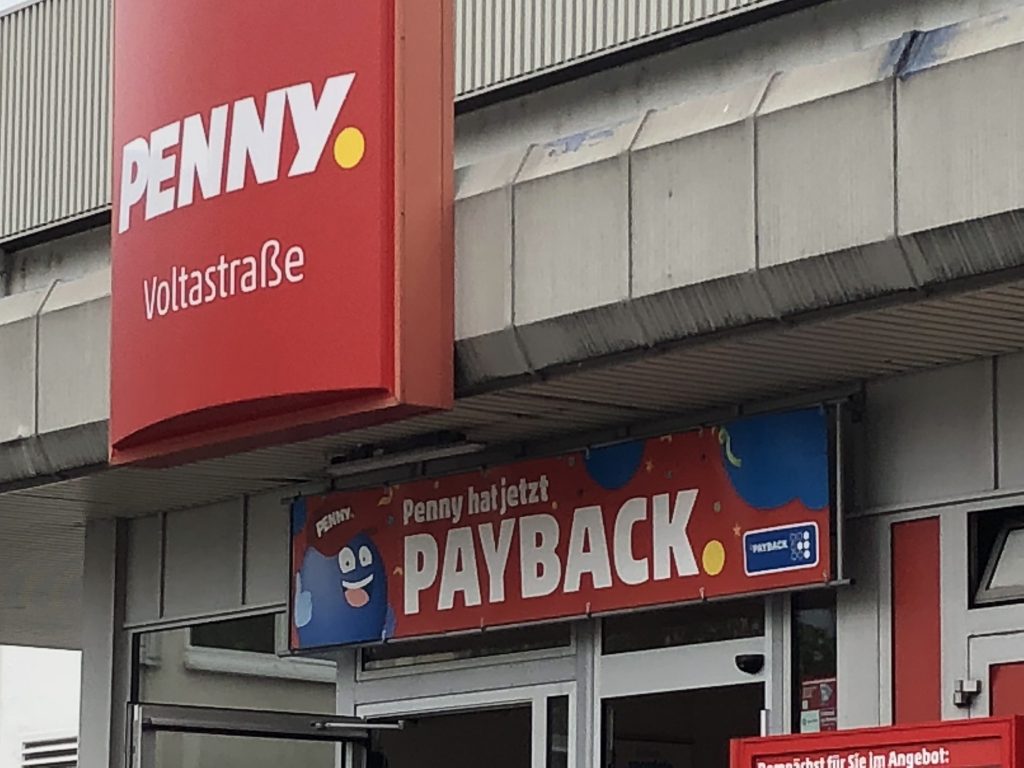 PENNY.
Voltastraße
PENNY.
Penny hat jetzt
PAYBACK.
PAYBACK
Demnächst für Sie im Angebot: